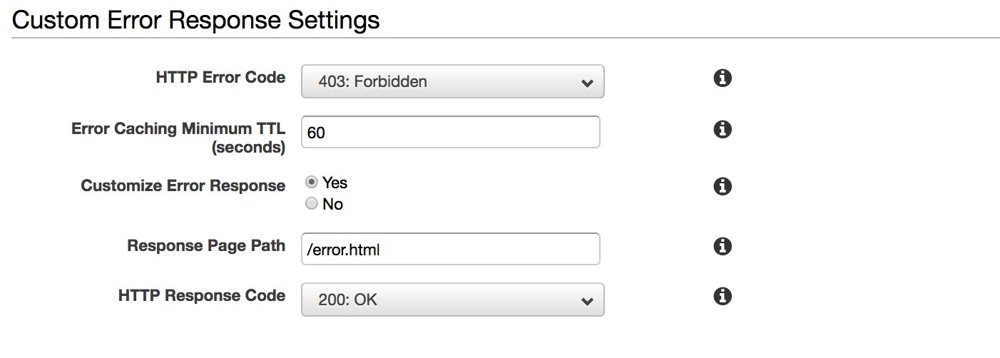 Custom Error Response Settings
HTTP Error Code
403: Forbidden
Error Caching Minimum TTL
(seconds)
60
Customize Error Response
Yes
No
Response Page Path
/error.html
HTTP Response Code
200: OK